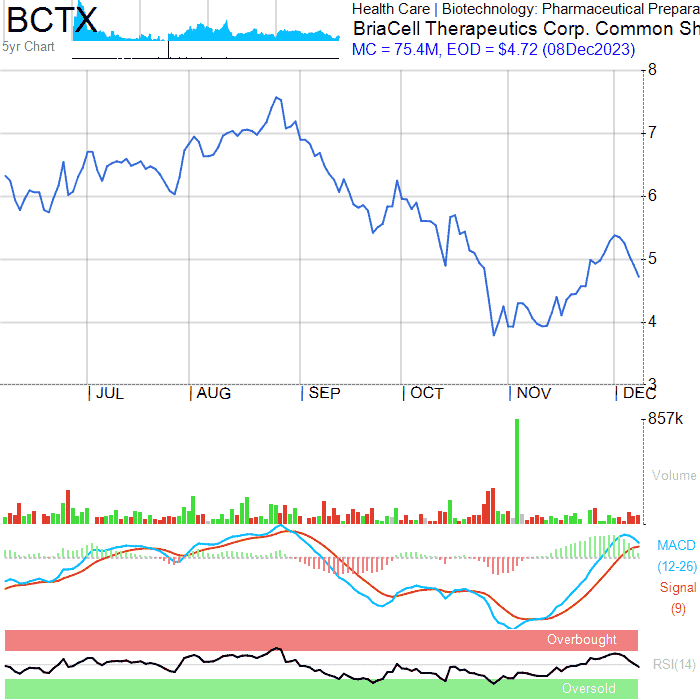 BCTX
5yr Chart
Health Care | Biotechnology: Pharmaceutical Prepara
BriaCell Therapeutics Corp. Common Sh
MC = 75.4M, EOD = $4.72 (08Dec2023)
8
7
6
5
4
3
JUL AUG SEP OCT NOV DEC
857k
Volume
MACD
(12-26)
Signal
(9)
Overbought
RSI(14)
Oversold